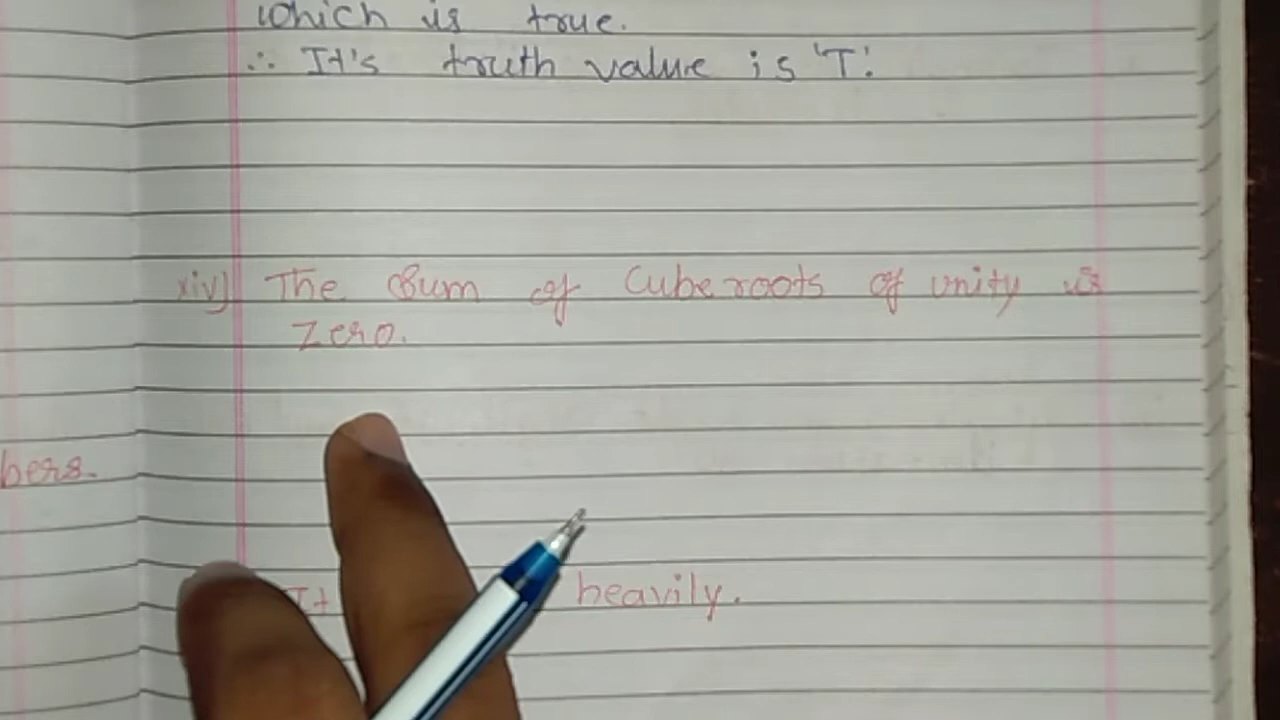 which is true.
∴ It's truth value is 'T'.
xiv) The Sum of Cube roots of unity is
Zero.
bers.
It heavily.